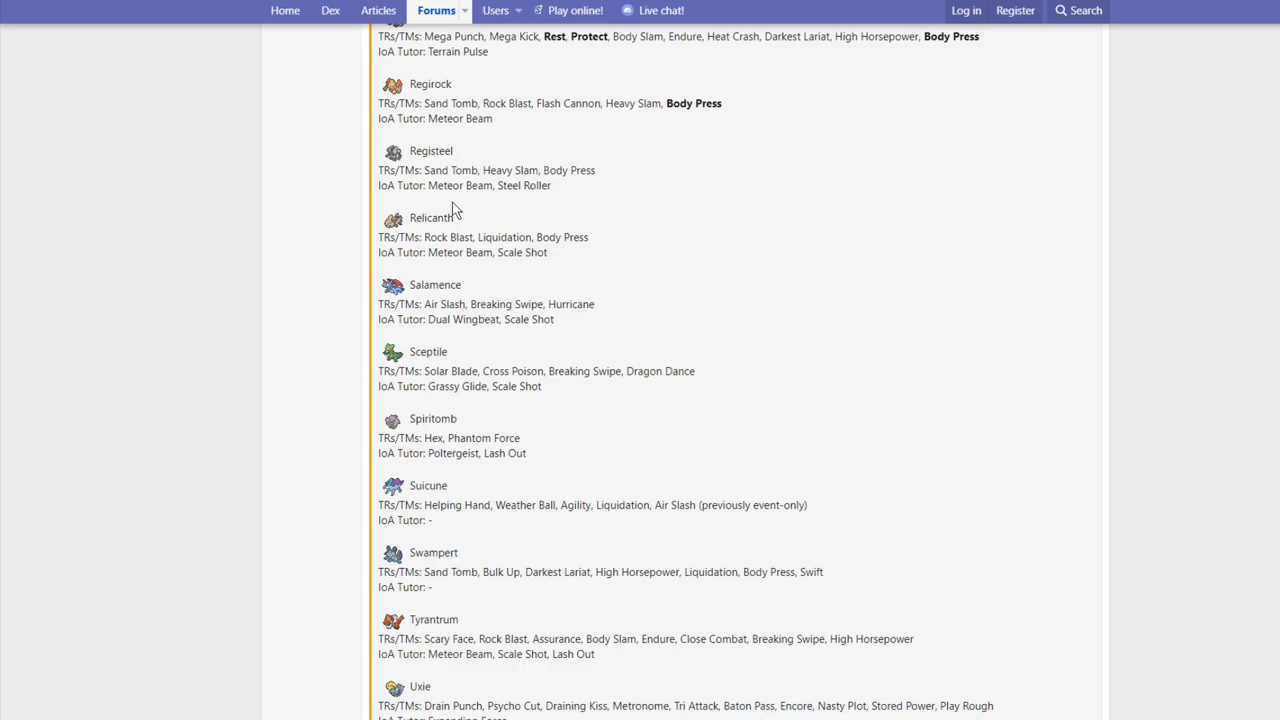 Home Dex Articles Forums Users Play online! Live chat! Log in Register Search
TRs/TMs: Mega Punch, Mega Kick, Rest, Protect, Body Slam, Endure, Heat Crash, Darkest Lariat, High Horsepower, Body Press
IoA Tutor: Terrain Pulse
Regirock
TRs/TMs: Sand Tomb, Rock Blast, Flash Cannon, Heavy Slam, Body Press
IoA Tutor: Meteor Beam
Registeel
TRs/TMs: Sand Tomb, Heavy Slam, Body Press
IoA Tutor: Meteor Beam, Steel Roller
Relicanth
TRs/TMs: Rock Blast, Liquidation, Body Press
IoA Tutor: Meteor Beam, Scale Shot
Salamence
TRs/TMs: Air Slash, Breaking Swipe, Hurricane
IoA Tutor: Dual Wingbeat, Scale Shot
Sceptile
TRs/TMs: Solar Blade, Cross Poison, Breaking Swipe, Dragon Dance
IoA Tutor: Grassy Glide, Scale Shot
Spiritomb
TRs/TMs: Hex, Phantom Force
IoA Tutor: Poltergeist, Lash Out
Suicune
TRs/TMs: Helping Hand, Weather Ball, Agility, Liquidation, Air Slash (previously event-only)
IoA Tutor: -
Swampert
TRs/TMs: Sand Tomb, Bulk Up, Darkest Lariat, High Horsepower, Liquidation, Body Press, Swift
IoA Tutor: -
Tyrantrum
TRs/TMs: Scary Face, Rock Blast, Assurance, Body Slam, Endure, Close Combat, Breaking Swipe, High Horsepower
IoA Tutor: Meteor Beam, Scale Shot, Lash Out
Uxie
TRs/TMs: Drain Punch, Psycho Cut, Draining Kiss, Metronome, Tri Attack, Baton Pass, Encore, Nasty Plot, Stored Power, Play Rough
IoA Tutor: Expanding Force